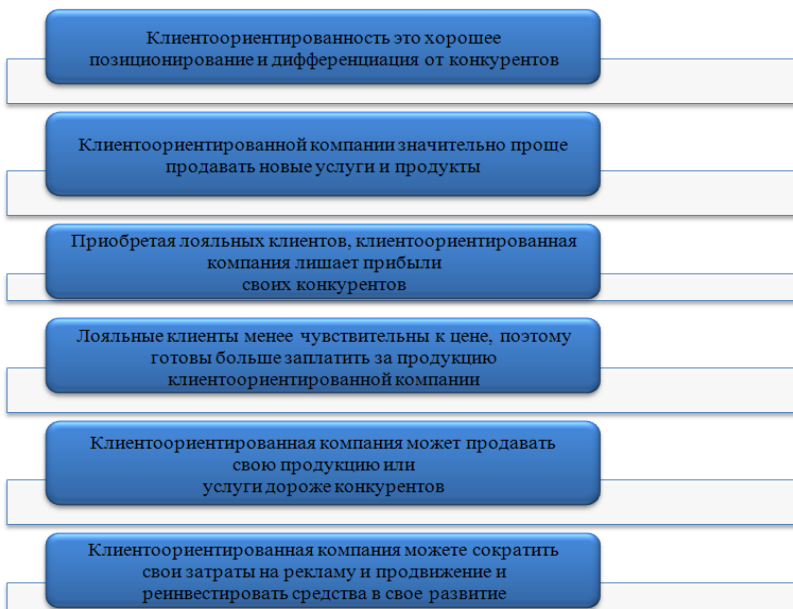 Клиентоориентированность это хорошее
позиционирование и дифференциация от конкурентов
Клиентоориентированной компании значительно проще
продавать новые услуги и продукты
Приобретая лояльных клиентов, клиентоориентированная
компания лишает прибыли
своих конкурентов
Лояльные клиенты менее чувствительны к цене, поэтому
готовы больше заплатить за продукцию
клиентоориентированной компании
Клиентоориентированная компания может продавать
свою продукцию или
услуги дороже конкурентов
Клиентоориентированная компания можете сократить
свои затраты на рекламу и продвижение и
реинвестировать средства в свое развитие